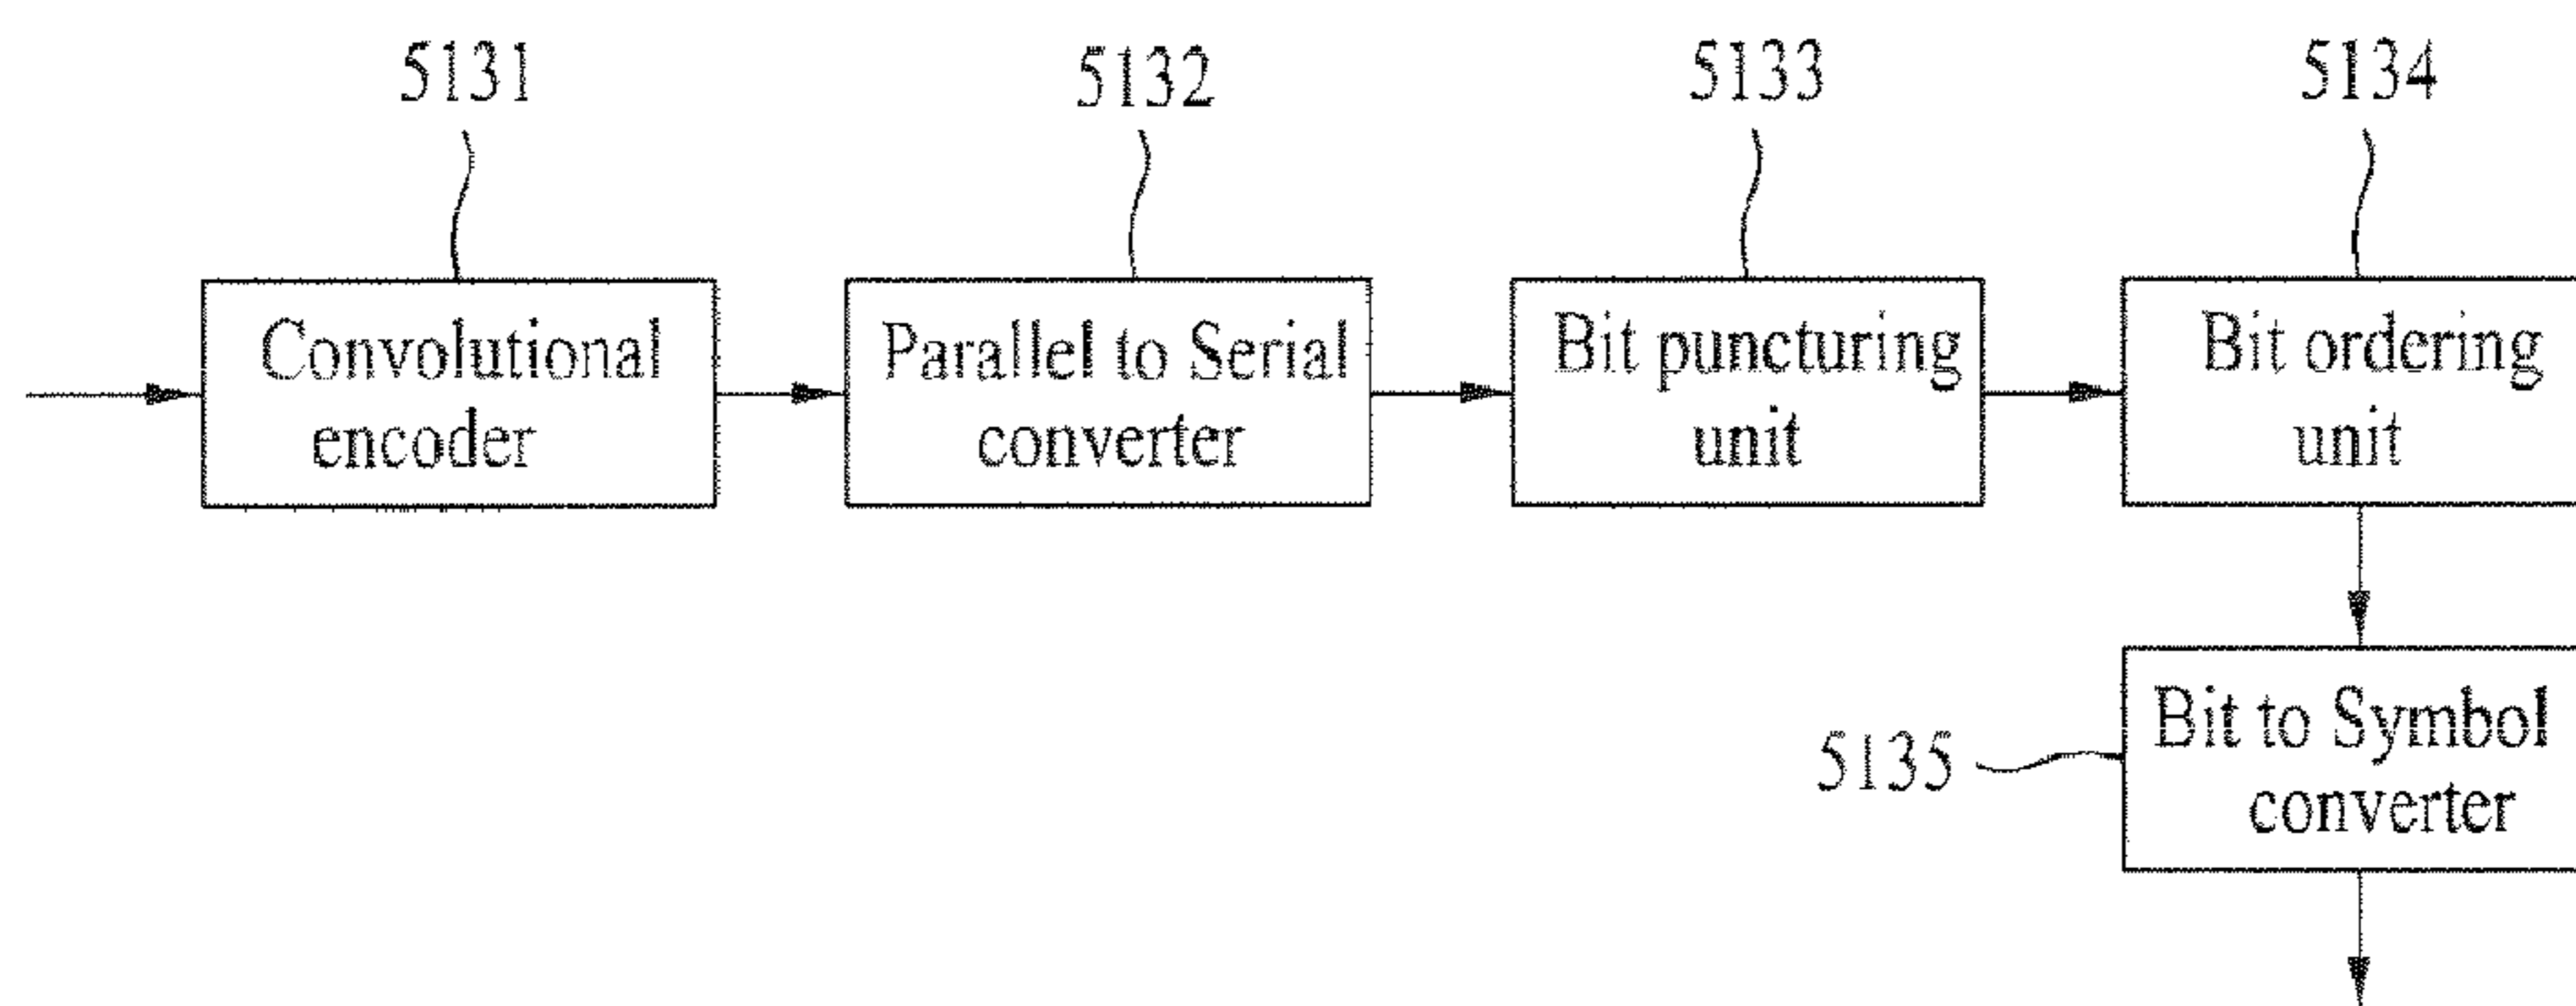 5131
5132
5133
5134
Convolutional
encoder
Parallel to Serial
converter
Bit puncturing
unit
Bit ordering
unit
5135
Bit to Symbol
converter